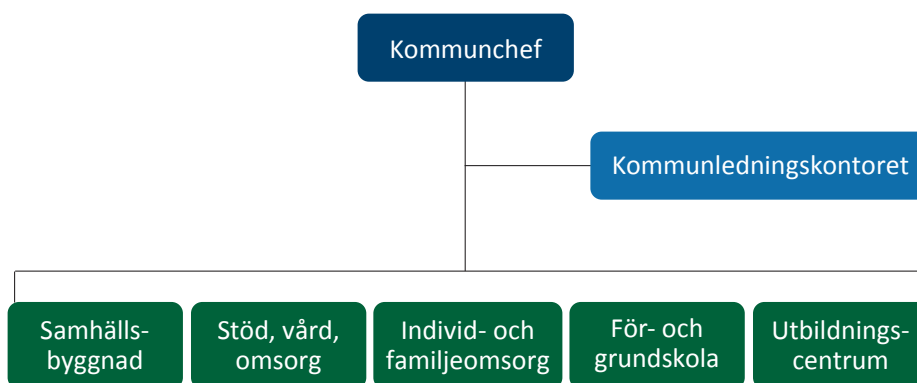 Kommunchef
Kommunledningskontoret
Samhälls-
byggnad
Stöd, vård,
omsorg
Individ- och
familjeomsorg
För- och
grundskola
Utbildnings-
centrum